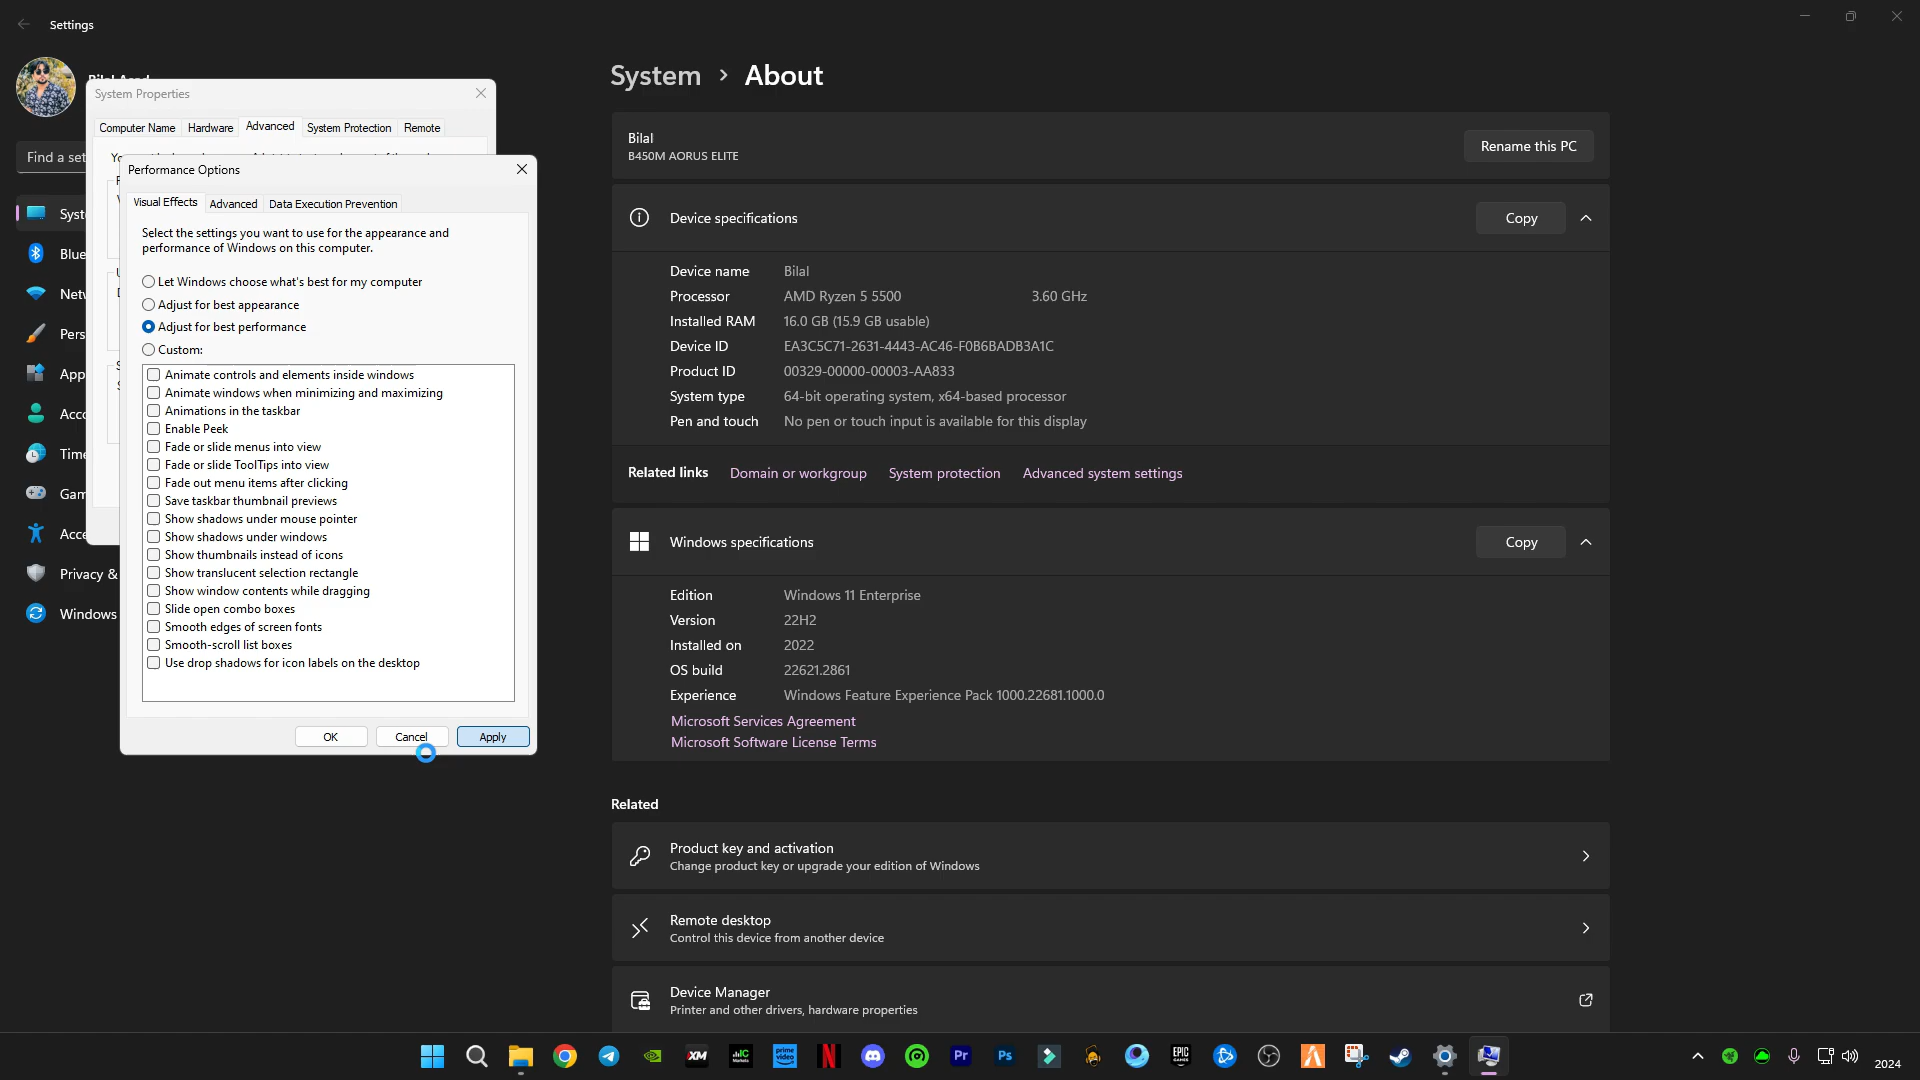 Settings
System Properties
Computer Name
Hardware
Advanced
System Protection
Remote
Find a set
Syst
Blue
Netv
Pers
App
Acco
Time
Gam
Acce
Privacy &
Windows
Performance Options
Visual Effects
Advanced
Data Execution Prevention
Select the settings you want to use for the appearance and
performance of Windows on this computer.
Let Windows choose what's best for my computer
Adjust for best appearance
Adjust for best performance
Custom:
Animate controls and elements inside windows
Animate windows when minimizing and maximizing
Animations in the taskbar
Enable Peek
Fade or slide menus into view
Fade or slide ToolTips into view
Fade out menu items after clicking
Save taskbar thumbnail previews
Show shadows under mouse pointer
Show shadows under windows
Show thumbnails instead of icons
Show translucent selection rectangle
Show window contents while dragging
Slide open combo boxes
Smooth edges of screen fonts
Smooth-scroll list boxes
Use drop shadows for icon labels on the desktop
OK
Cancel
Apply
System > About
Bilal
B450M AORUS ELITE
Rename this PC
Device specifications
Copy
Device name Bilal
Processor AMD Ryzen 5 5500 3.60 GHz
Installed RAM 16.0 GB (15.9 GB usable)
Device ID EA3C5C71-2631-4443-AC46-F0B6BADB3A1C
Product ID 00329-00000-00003-AA833
System type 64-bit operating system, x64-based processor
Pen and touch No pen or touch input is available for this display
Related links Domain or workgroup System protection Advanced system settings
Windows specifications
Copy
Edition Windows 11 Enterprise
Version 22H2
Installed on 2022
OS build 22621.2861
Experience Windows Feature Experience Pack 1000.22681.1000.0
Microsoft Services Agreement
Microsoft Software License Terms
Related
Product key and activation
Change product key or upgrade your edition of Windows
Remote desktop
Control this device from another device
Device Manager
Printer and other drivers, hardware properties
XM
IC
Markets
prime
video
N
Pr
Ps
EPIC
GAMES
2024